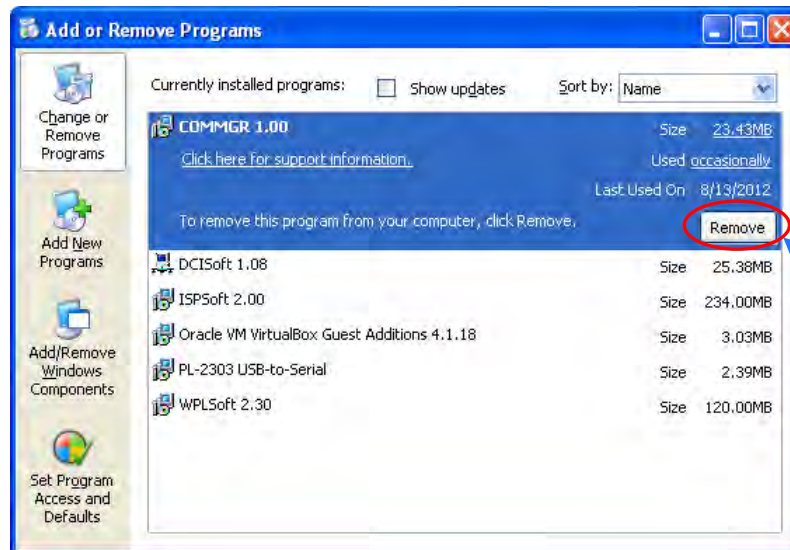 Add or Remove Programs
Change or
Remove
Programs
Add New
Programs
Add/Remove
Windows
Components
Set Program
Access and
Defaults
Currently installed programs:
Show updates
Sort by: Name
COMMGR 1.00 Size 23.43MB
Click here for support information. Used occasionally
Last Used On 8/13/2012
To remove this program from your computer, click Remove. Remove
DCISoft 1.08 Size 25.38MB
ISPSoft 2.00 Size 234.00MB
Oracle VM VirtualBox Guest Additions 4.1.18 Size 3.03MB
PL-2303 USB-to-Serial Size 2.39MB
WPLSoft 2.30 Size 120.00MB